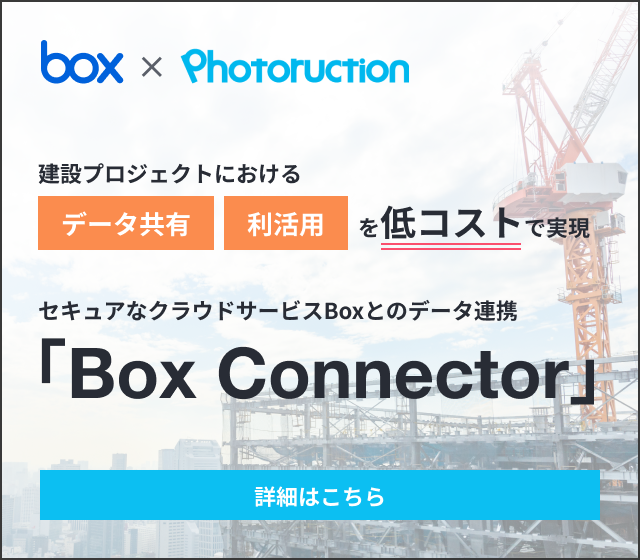 box × Photoruction
建設プロジェクトにおける
データ共有 利活用 を低コストで実現
セキュアなクラウドサービスBoxとのデータ連携
「Box Connector」
詳細はこちら